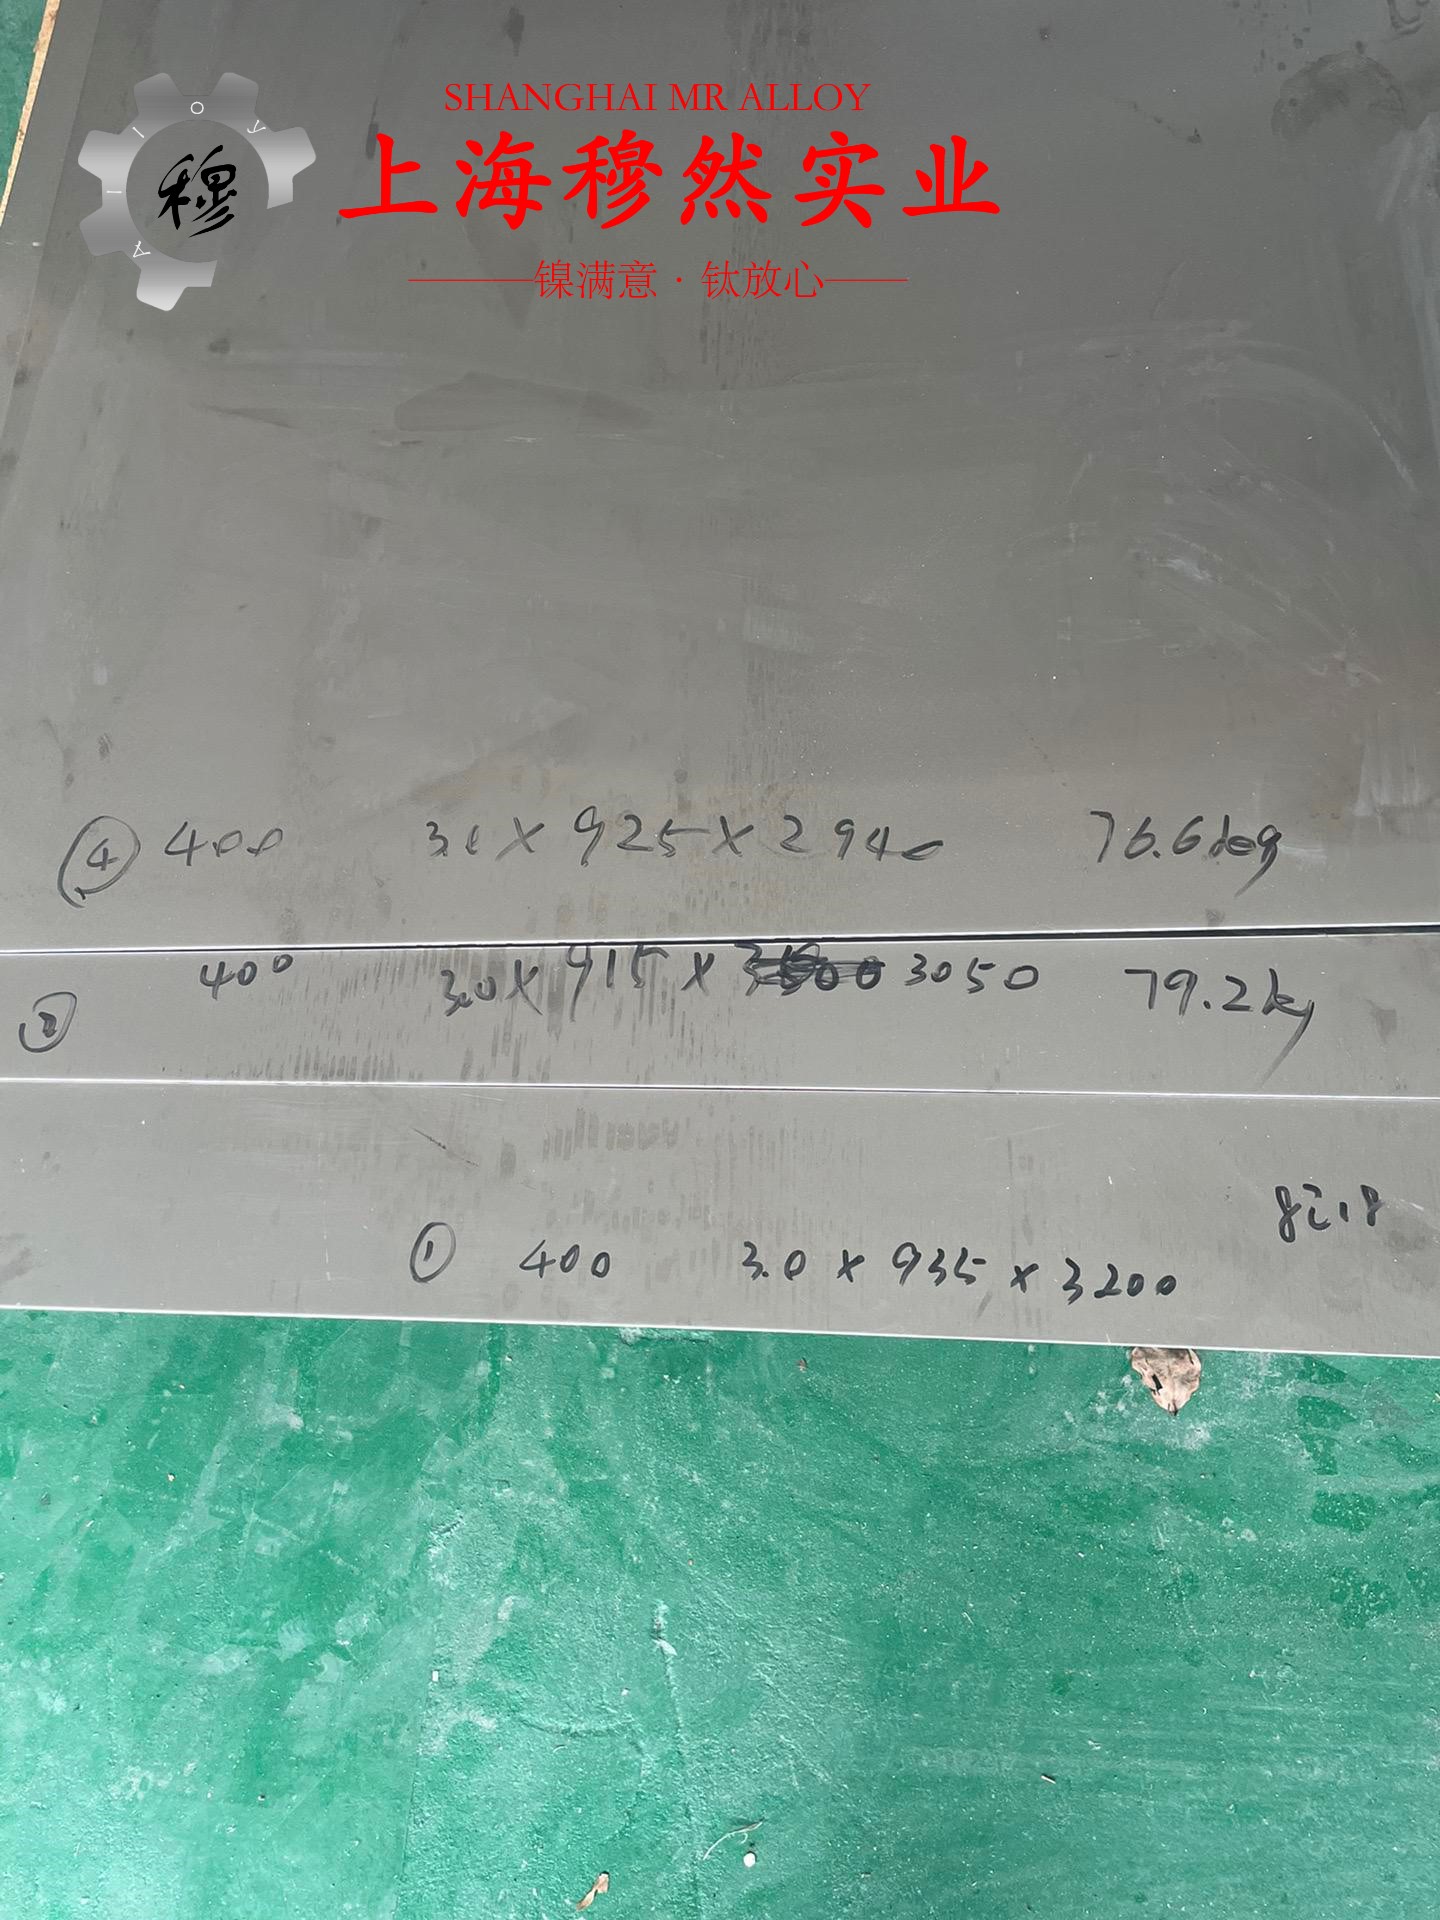 SHANGHAI MR ALLOY
上海穆然实业
———镍满意·钛放心——
穆
ALLOY
④ 400 3.0 × 925 × 2940 76.6kg
② 400 3.0 × 915 × 3050 79.2kg
82.8
① 400 3.0 × 935 × 3200